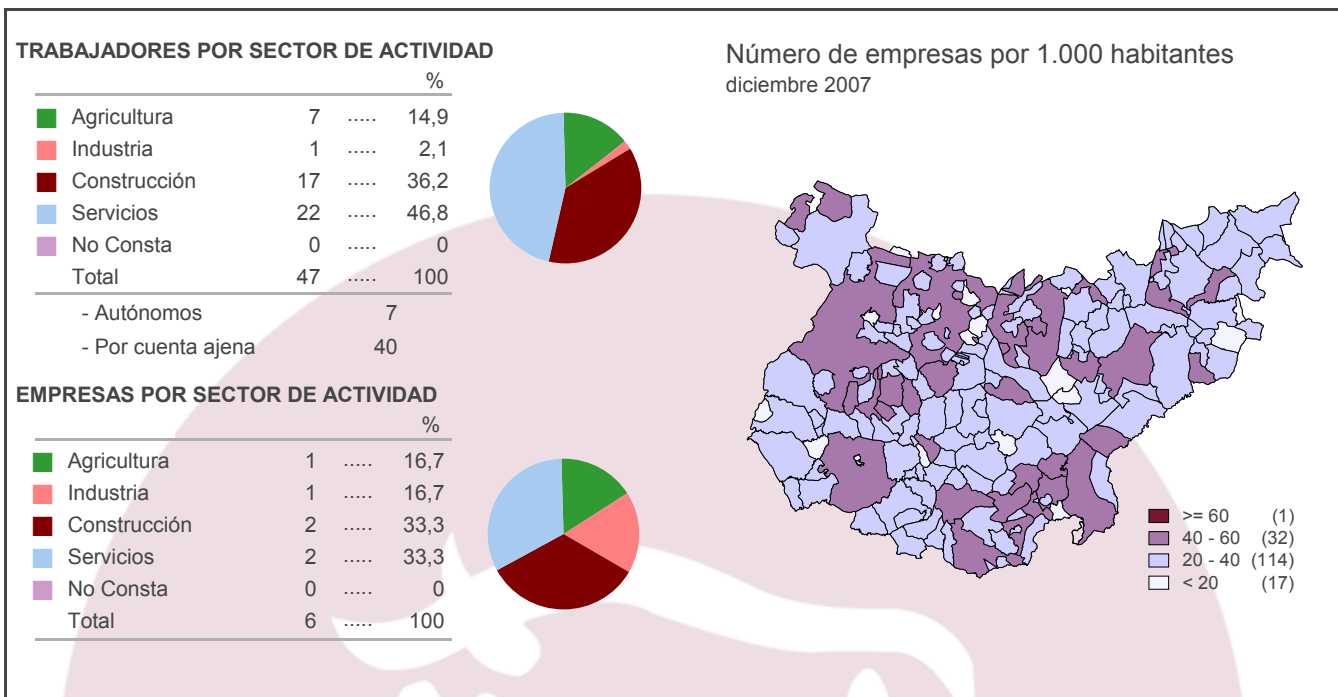 TRABAJADORES POR SECTOR DE ACTIVIDAD
%
Agricultura 7 ..... 14,9
Industria 1 ..... 2,1
Construcción 17 ..... 36,2
Servicios 22 ..... 46,8
No Consta 0 ..... 0
Total 47 ..... 100
- Autónomos 7
- Por cuenta ajena 40
EMPRESAS POR SECTOR DE ACTIVIDAD
%
Agricultura 1 ..... 16,7
Industria 1 ..... 16,7
Construcción 2 ..... 33,3
Servicios 2 ..... 33,3
No Consta 0 ..... 0
Total 6 ..... 100
Número de empresas por 1.000 habitantes
diciembre 2007
>= 60 (1)
40 - 60 (32)
20 - 40 (114)
< 20 (17)